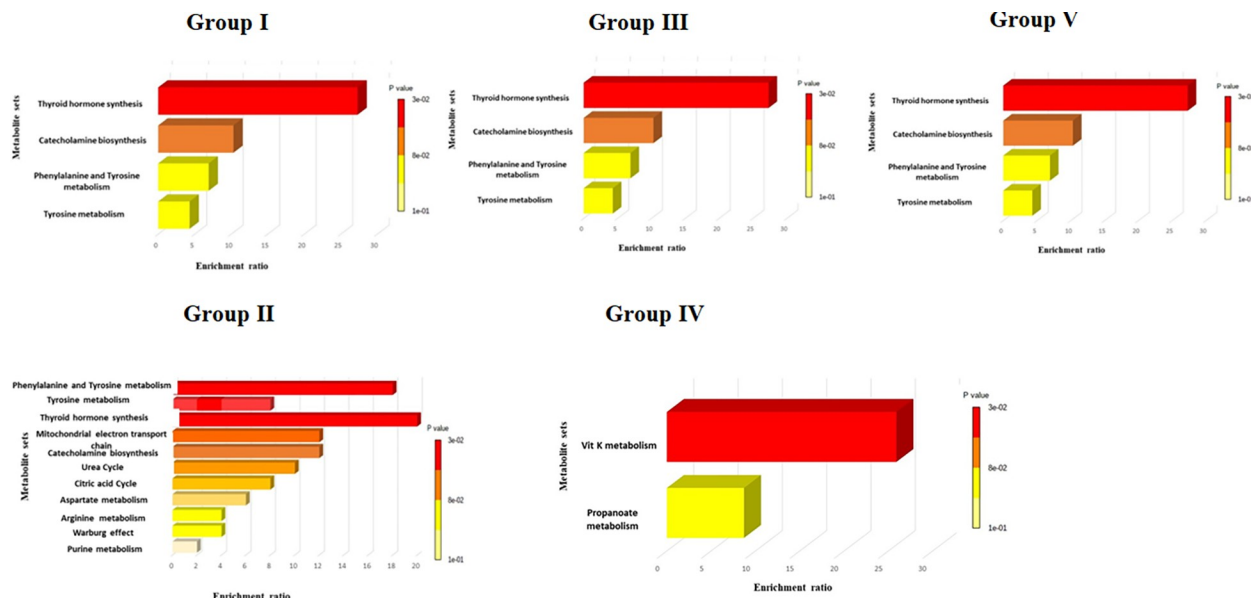 Group I
Metabolite sets
Thyroid hormone synthesis
Catecholamine biosynthesis
Phenylalanine and Tyrosine
metabolism
Tyrosine metabolism
0 5 10 15 20 25 30
Enrichment ratio
P value
3e-02
8e-02
1e-01
Group III
Metabolite sets
Thyroid hormone synthesis
Catecholamine biosynthesis
Phenylalanine and Tyrosine
metabolism
Tyrosine metabolism
0 5 10 15 20 25 30
Enrichment ratio
P value
3e-02
8e-02
1e-01
Group V
Metabolite sets
Thyroid hormone synthesis
Catecholamine biosynthesis
Phenylalanine and Tyrosine
metabolism
Tyrosine metabolism
0 5 10 15 20 25 30
Enrichment ratio
P value
Group II
Metabolite sets
Phenylalanine and Tyrosine metabolism
Tyrosine metabolism
Thyroid hormone synthesis
Mitochondrial electron transport
chain
Catecholamine biosynthesis
Urea Cycle
Citric acid Cycle
Aspartate metabolism
Arginine metabolism
Warburg effect
Purine metabolism
0 2 4 6 8 10 12 14 16 18 20
Enrichment ratio
P value
3e-02
8e-02
1e-01
Group IV
Metabolite sets
Vit K metabolism
Propanoate
metabolism
0 5 10 15 20 25 30
Enrichment ratio
P value
3e-02
8e-02
1e-01